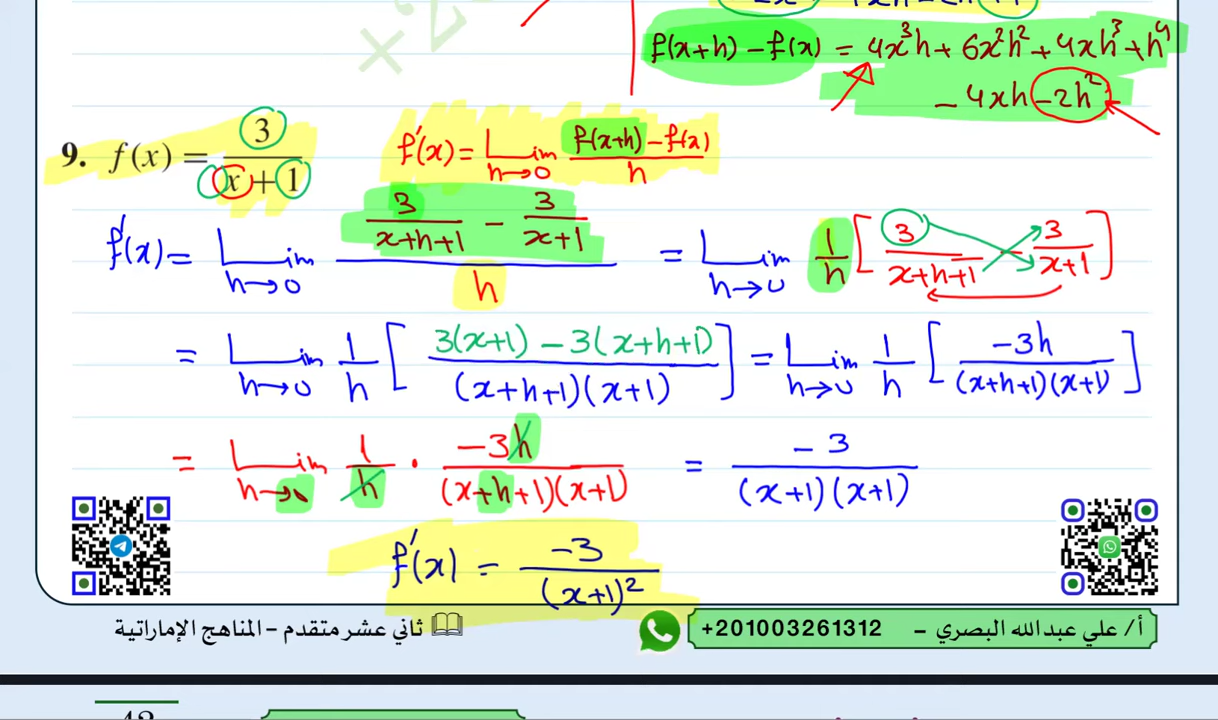 f(x+h) - f(x) = 4x³h + 6x²h² + 4xh³ + h⁴
- 4xh - 2h²
9. f(x) = 3/(x+1)
f'(x) = Lim h→0 (f(x+h) - f(x))/h
f'(x) = Lim h→0 (3/(x+h+1) - 3/(x+1))/h = Lim h→0 1/h [3/(x+h+1) - 3/(x+1)]
= Lim h→0 1/h [(3(x+1) - 3(x+h+1))/((x+h+1)(x+1))] = Lim h→0 1/h [-3h/((x+h+1)(x+1))]
= Lim h→0 1/h · -3h/((x+h+1)(x+1)) = -3/((x+1)(x+1))
f'(x) = -3/(x+1)²
أ/ علي عبدالله البصري - +201003261312
ثاني عشر متقدم - المناهج الإماراتية